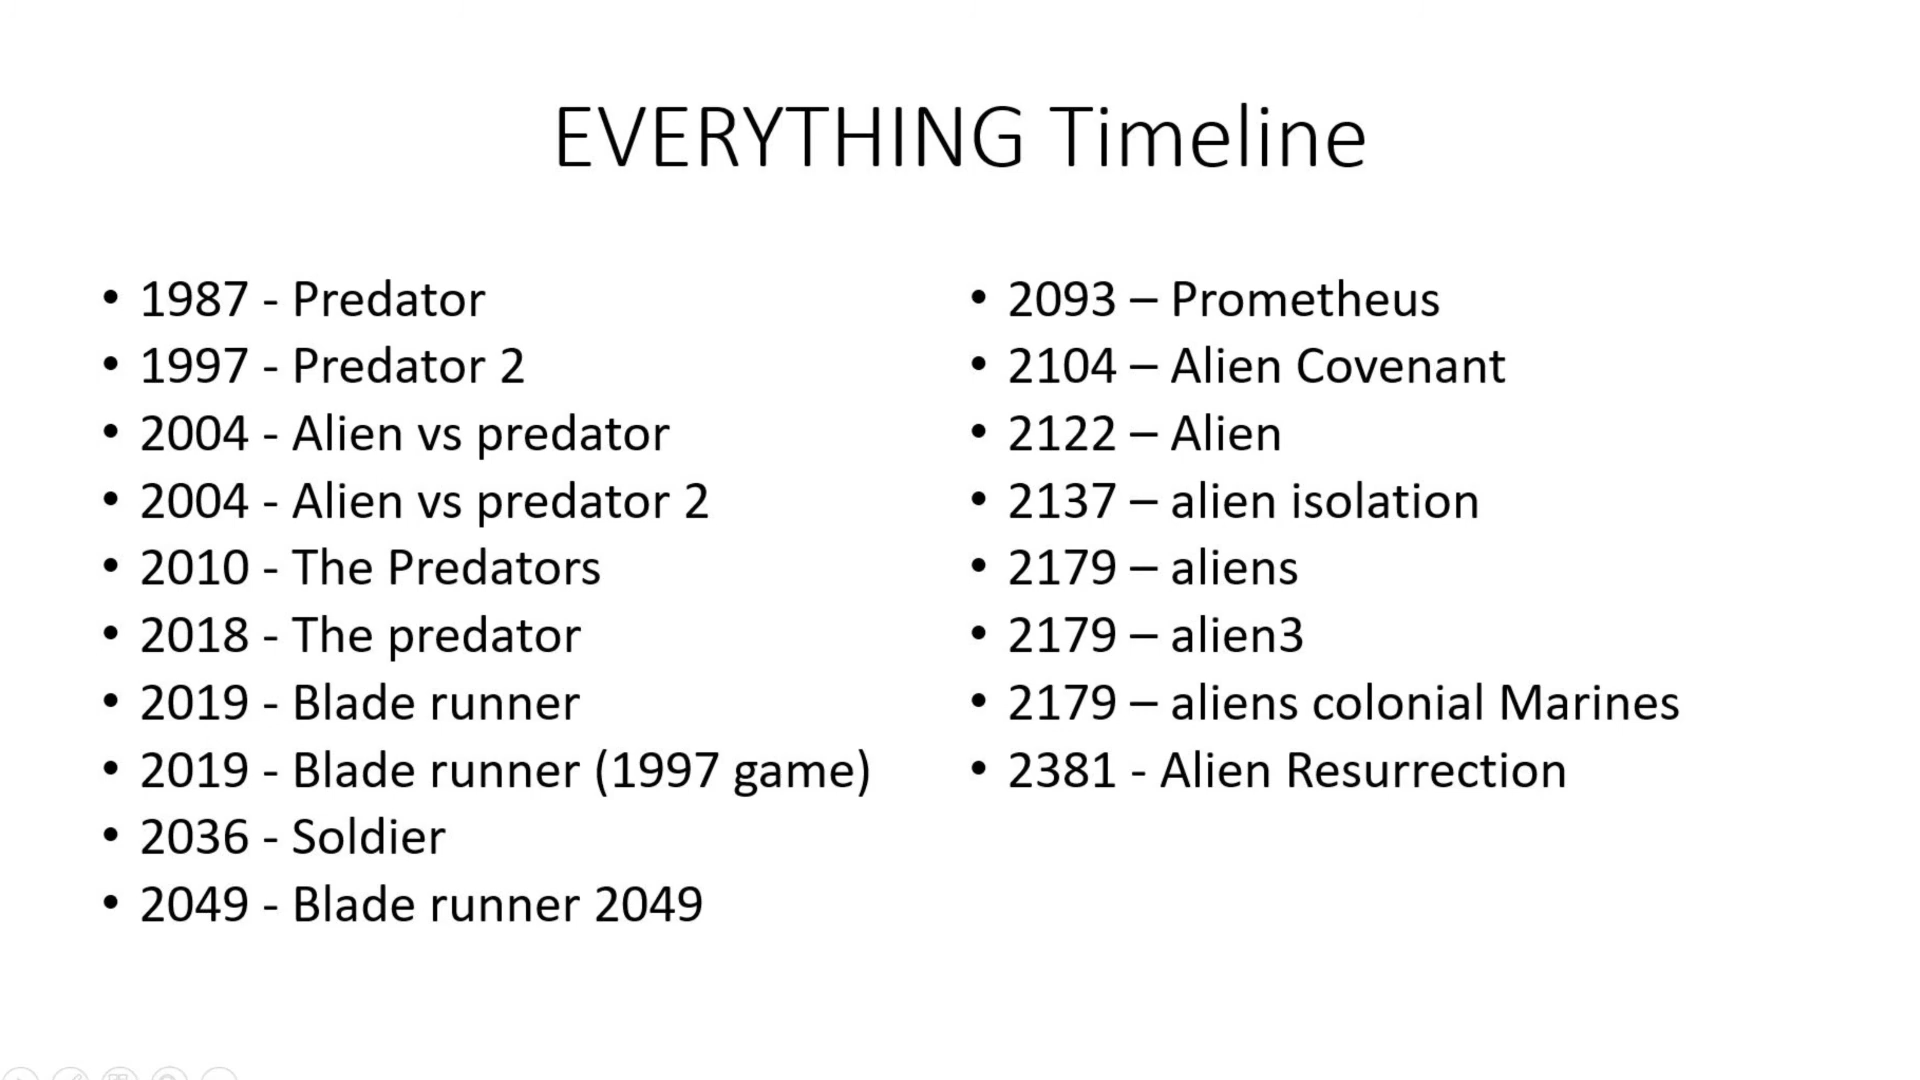 EVERYTHING Timeline
• 1987 - Predator
• 1997 - Predator 2
• 2004 - Alien vs predator
• 2004 - Alien vs predator 2
• 2010 - The Predators
• 2018 - The predator
• 2019 - Blade runner
• 2019 - Blade runner (1997 game)
• 2036 - Soldier
• 2049 - Blade runner 2049
• 2093 – Prometheus
• 2104 – Alien Covenant
• 2122 – Alien
• 2137 – alien isolation
• 2179 – aliens
• 2179 – alien3
• 2179 – aliens colonial Marines
• 2381 - Alien Resurrection